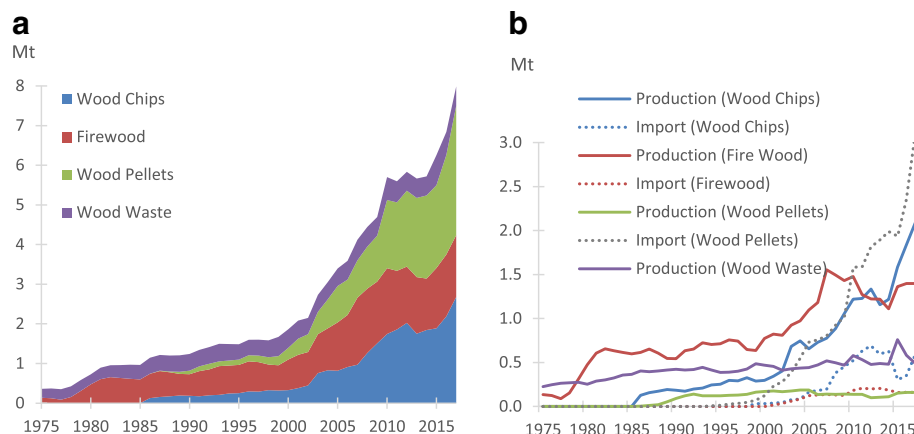 a
Mt
8
Wood Chips
7
Firewood
6
Wood Pellets
5
Wood Waste
4
3
2
1
0
1975 1980 1985 1990 1995 2000 2005 2010 2015
b
Mt
Production (Wood Chips)
Import (Wood Chips)
3.0
Production (Fire Wood)
Import (Firewood)
2.5
Production (Wood Pellets)
2.0
Import (Wood Pellets)
Production (Wood Waste)
1.5
1.0
0.5
0.0
1975 1980 1985 1990 1995 2000 2005 2010 2015